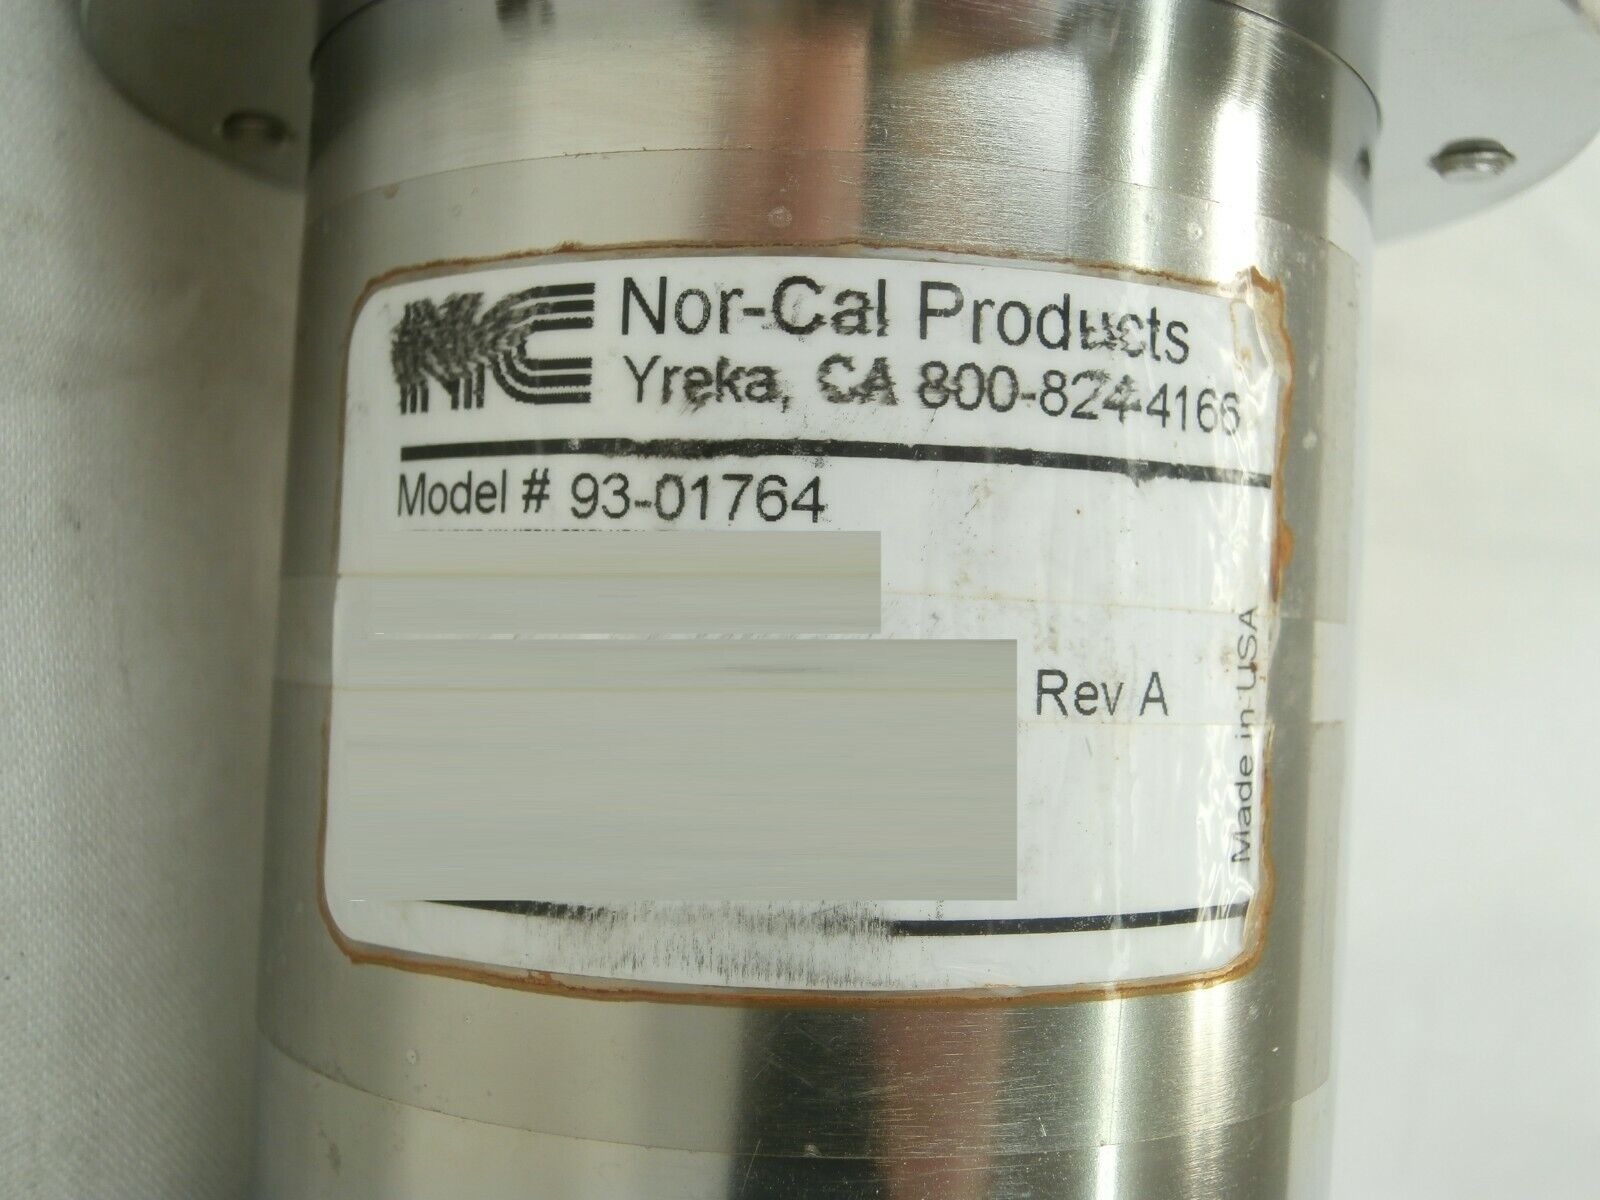 NC Nor-Cal Products
Yreka, CA 800-824-4166
Model # 93-01764
Rev A
Made in USA